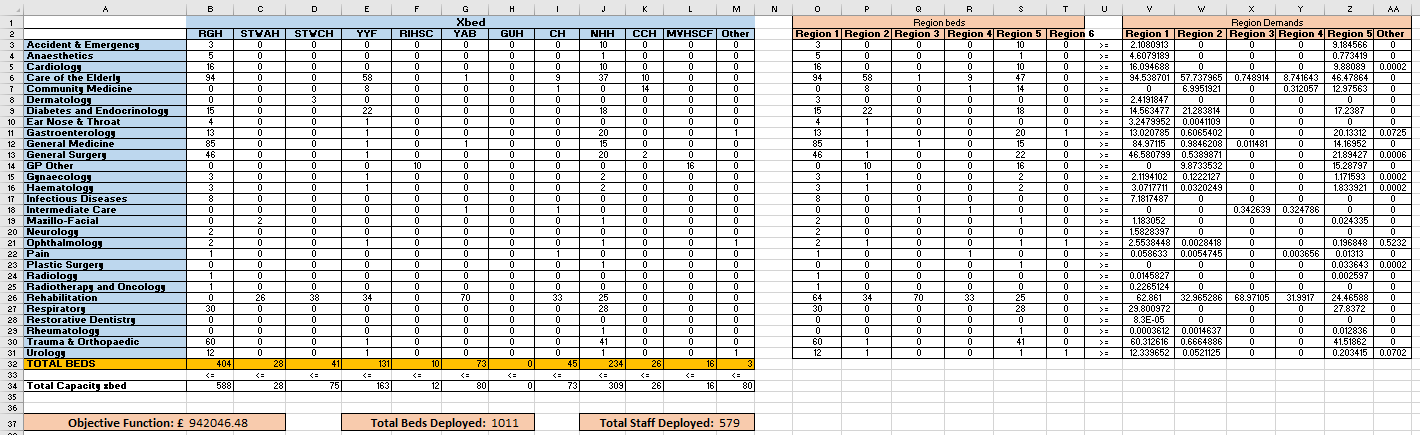 A B C D E F G H I J K L M N O P Q R S T U V W X Y Z AA
1 Xbed Region beds Region Demands
2 RGH STWAH STWCH YYF RIHSC YAB GUH CH NHH CCH MVHSCF Other Region 1 Region 2 Region 3 Region 4 Region 5 Region 6 Region 1 Region 2 Region 3 Region 4 Region 5 Other
3 Accident & Emergency 3 0 0 0 0 0 0 0 10 0 0 0 3 0 0 0 10 0 >= 2.1080913 0 0 0 9.184566 0
4 Anaesthetics 5 0 0 0 0 0 0 0 1 0 0 0 5 0 0 0 1 0 >= 4.6079189 0 0 0 0.773419 0
5 Cardiology 16 0 0 0 0 0 0 0 10 0 0 0 16 0 0 0 10 0 >= 16.094688 0 0 0 9.88089 0.0002
6 Care of the Elderly 94 0 0 58 0 1 0 9 37 10 0 0 94 58 1 9 47 0 >= 94.538701 57.737965 0.748914 8.741643 46.47864 0
7 Community Medicine 0 0 0 8 0 0 0 1 0 14 0 0 0 8 0 1 14 0 >= 0 6.9951921 0 0.312057 12.97563 0
8 Dermatology 0 0 3 0 0 0 0 0 0 0 0 0 3 0 0 0 0 0 >= 2.4191847 0 0 0 0 0
9 Diabetes and Endocrinology 15 0 0 22 0 0 0 0 18 0 0 0 15 22 0 0 18 0 >= 14.563477 21.283814 0 0 17.2387 0
10 Ear Nose & Throat 4 0 0 1 0 0 0 0 0 0 0 0 4 1 0 0 0 0 >= 3.2479952 0.0041109 0 0 0 0
11 Gastroenterology 13 0 0 1 0 0 0 0 20 0 0 1 13 1 0 0 20 1 >= 13.020785 0.6065402 0 0 20.13312 0.0725
12 General Medicine 85 0 0 1 0 1 0 0 15 0 0 0 85 1 1 0 15 0 >= 84.97115 0.9846208 0.011481 0 14.16952 0
13 General Surgery 46 0 0 1 0 0 0 0 20 2 0 0 46 1 0 0 22 0 >= 46.580799 0.5389871 0 0 21.89427 0.0006
14 GP Other 0 0 0 0 10 0 0 0 0 0 16 0 0 10 0 0 16 0 >= 0 9.8733532 0 0 15.28797 0
15 Gynaecology 3 0 0 1 0 0 0 0 2 0 0 0 3 1 0 0 2 0 >= 2.1194102 0.1222127 0 0 1.171593 0.0002
16 Haematology 3 0 0 1 0 0 0 0 2 0 0 0 3 1 0 0 2 0 >= 3.0717711 0.0320249 0 0 1.833921 0.0002
17 Infectious Diseases 8 0 0 0 0 0 0 0 0 0 0 0 8 0 0 0 0 0 >= 7.1817487 0 0 0 0 0
18 Intermediate Care 0 0 0 0 0 1 0 1 0 0 0 0 0 0 1 1 0 0 >= 0 0 0.342639 0.324786 0 0
19 Maxillo-Facial 0 2 0 0 0 0 0 0 1 0 0 0 2 0 0 0 1 0 >= 1.183052 0 0 0 0.024335 0
20 Neurology 2 0 0 0 0 0 0 0 0 0 0 0 2 0 0 0 0 0 >= 1.5828397 0 0 0 0 0
21 Ophthalmology 2 0 0 1 0 0 0 0 1 0 0 1 2 1 0 0 1 1 >= 2.5538448 0.0028418 0 0 0.196848 0.5232
22 Pain 1 0 0 0 0 0 0 1 0 0 0 0 1 0 0 1 0 0 >= 0.058633 0.0054745 0 0.003656 0.01313 0
23 Plastic Surgery 0 0 0 0 0 0 0 0 1 0 0 0 0 0 0 0 1 0 >= 0 0 0 0 0.033643 0.0002
24 Radiology 1 0 0 0 0 0 0 0 0 0 0 0 1 0 0 0 0 0 >= 0.0145827 0 0 0 0.002597 0
25 Radiotherapy and Oncology 1 0 0 0 0 0 0 0 0 0 0 0 1 0 0 0 0 0 >= 0.2265124 0 0 0 0 0
26 Rehabilitation 0 26 38 34 0 70 0 33 25 0 0 0 64 34 70 33 25 0 >= 62.861 32.965286 68.97105 31.9917 24.46588 0
27 Respiratory 30 0 0 0 0 0 0 0 28 0 0 0 30 0 0 0 28 0 >= 29.800972 0 0 0 27.8372 0
28 Restorative Dentistry 0 0 0 0 0 0 0 0 0 0 0 0 0 0 0 0 0 0 >= 8.3E-05 0 0 0 0 0
29 Rheumatology 0 0 0 0 0 0 0 0 1 0 0 0 0 0 0 0 1 0 >= 0.0003612 0.0014637 0 0 0.012836 0
30 Trauma & Orthopaedic 60 0 0 1 0 0 0 0 41 0 0 0 60 1 0 0 41 0 >= 60.312616 0.6664886 0 0 41.51862 0
31 Urology 12 0 0 1 0 0 0 0 1 0 0 1 12 1 0 0 1 1 >= 12.339652 0.0521125 0 0 0.203415 0.0702
32 TOTAL BEDS 404 28 41 131 10 73 0 45 234 26 16 3
33 <= <= <= <= <= <= <= <= <= <= <= <=
34 Total Capacity xbed 588 28 75 163 12 80 0 73 309 26 16 80
35
36
37 Objective Function: £ 942046.48 Total Beds Deployed: 1011 Total Staff Deployed: 579